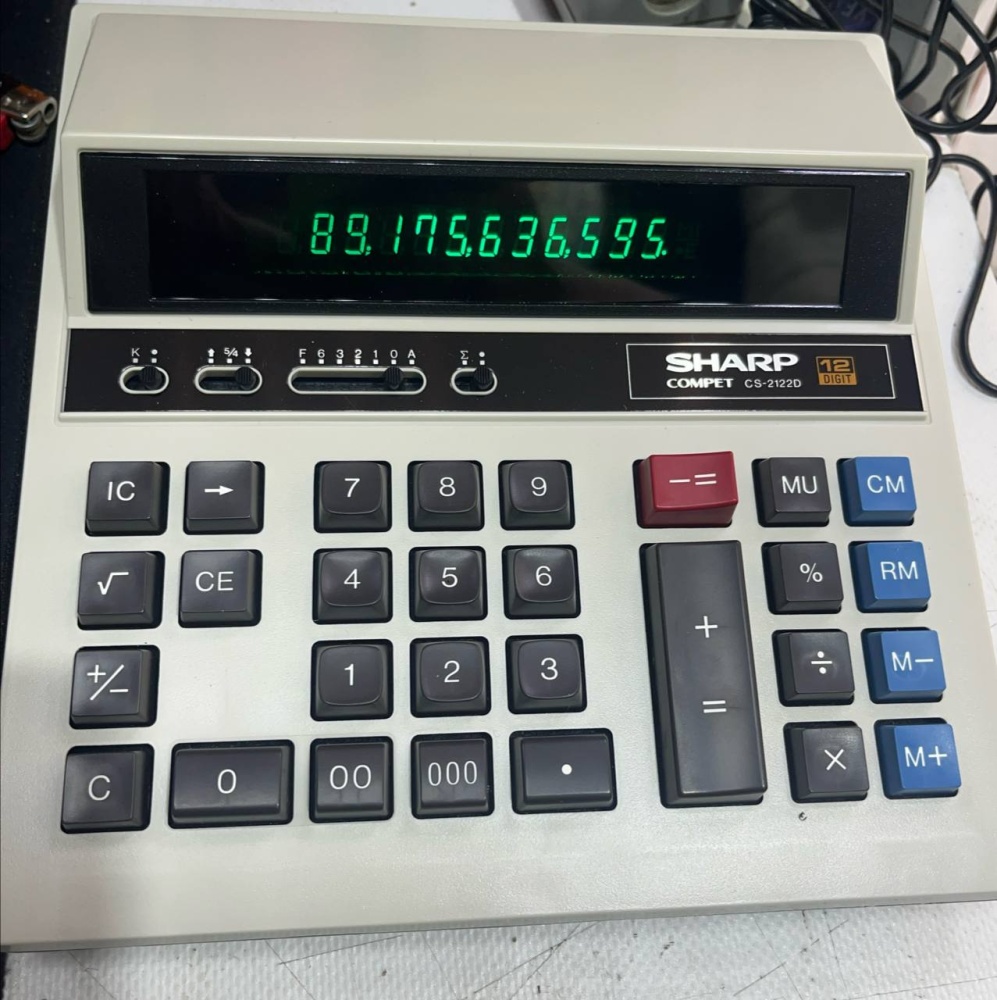 89,175,636,595.
K •
↑ 5/4 ↓
F 6 3 2 1 0 A
Σ •
SHARP
COMPET CS-2122D
12
DIGIT
IC → 7 8 9 −= MU CM
√ CE 4 5 6 % RM
+/− 1 2 3 + = ÷ M−
C 0 00 000 • × M+